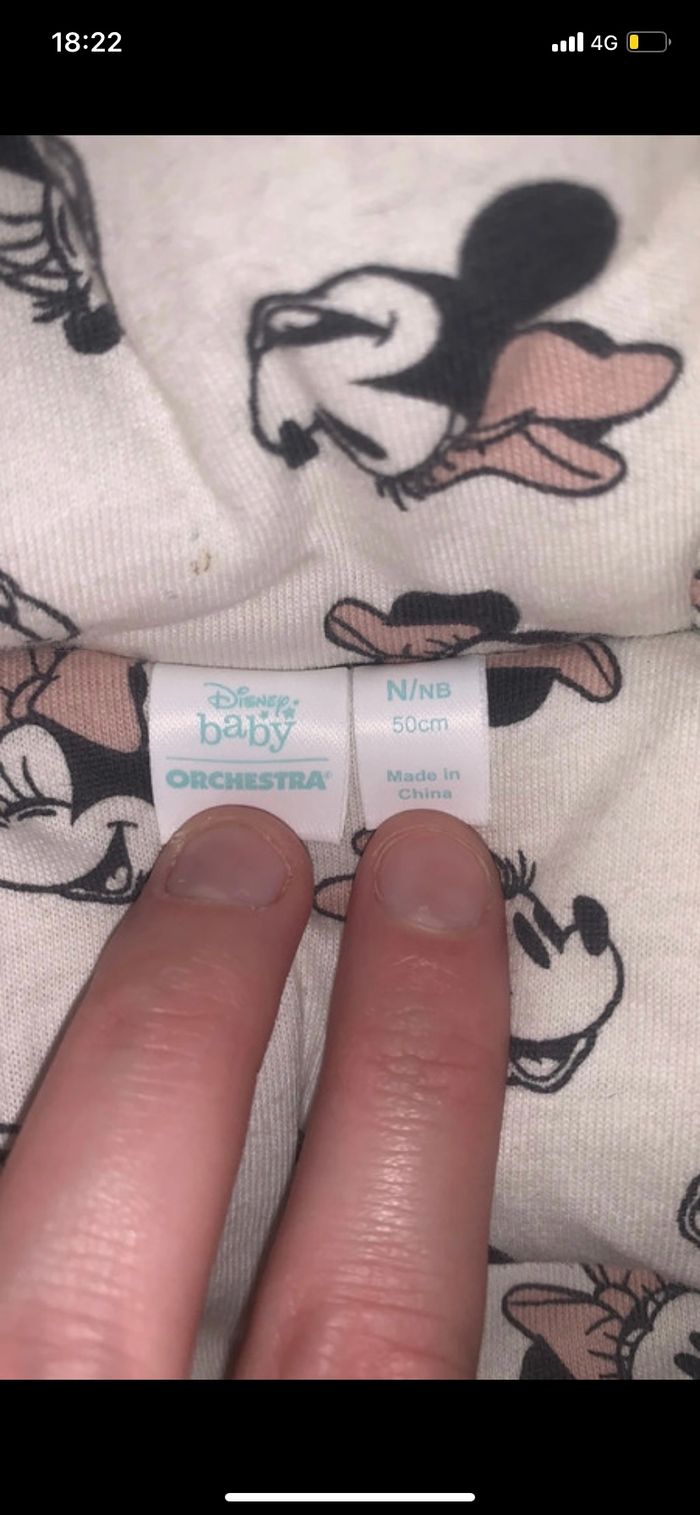 18:22
4G
Disney
baby
ORCHESTRA®
N/NB
50cm
Made in
China